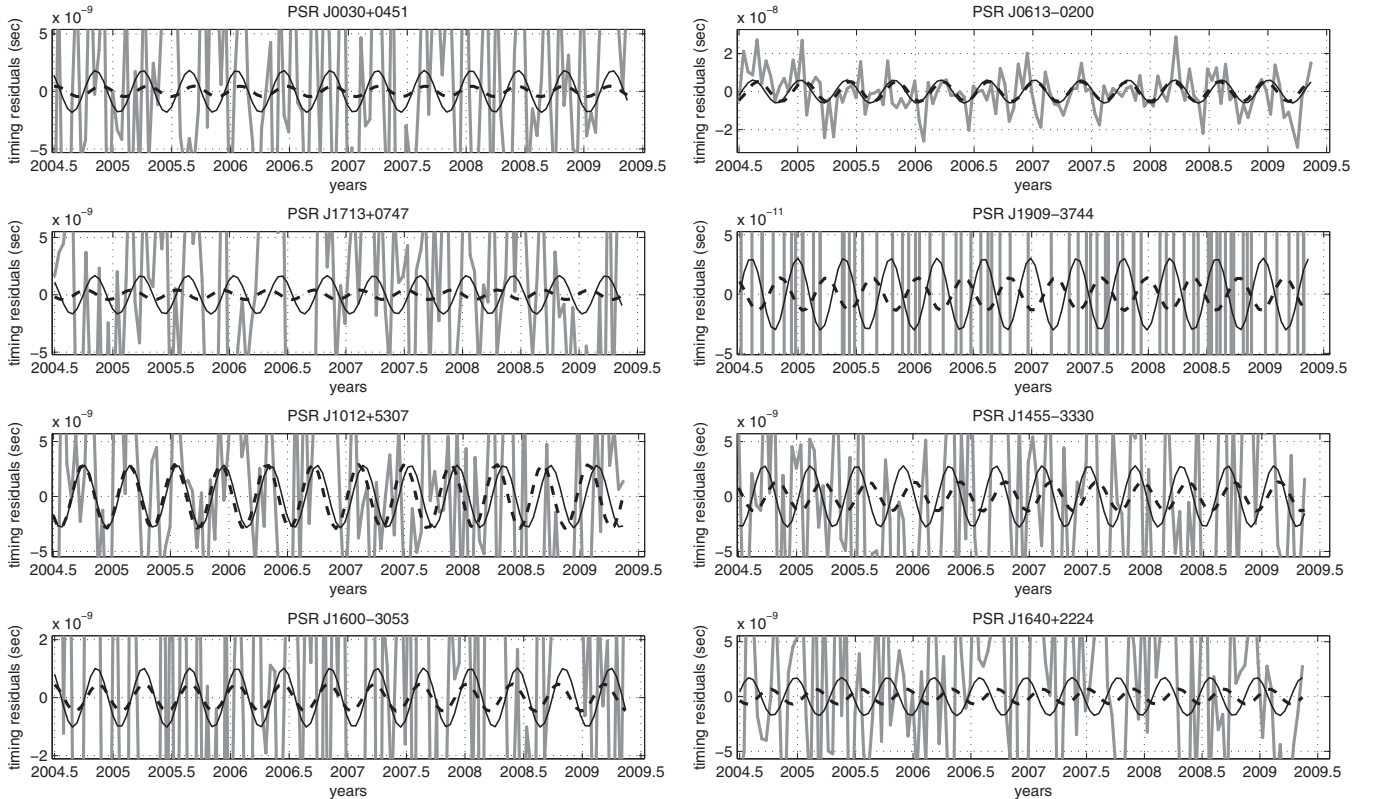 PSR J0030+0451
x 10⁻⁹
timing residuals (sec)
5
0
−5
2004.5 2005 2005.5 2006 2006.5 2007 2007.5 2008 2008.5 2009 2009.5
years
PSR J0613−0200
x 10⁻⁸
timing residuals (sec)
2
0
−2
2004.5 2005 2005.5 2006 2006.5 2007 2007.5 2008 2008.5 2009 2009.5
years
PSR J1713+0747
x 10⁻⁹
timing residuals (sec)
5
0
−5
2004.5 2005 2005.5 2006 2006.5 2007 2007.5 2008 2008.5 2009 2009.5
years
PSR J1909−3744
x 10⁻¹¹
timing residuals (sec)
5
0
−5
2004.5 2005 2005.5 2006 2006.5 2007 2007.5 2008 2008.5 2009 2009.5
years
PSR J1012+5307
x 10⁻⁹
timing residuals (sec)
5
0
−5
2004.5 2005 2005.5 2006 2006.5 2007 2007.5 2008 2008.5 2009 2009.5
years
PSR J1455−3330
x 10⁻⁹
timing residuals (sec)
5
0
−5
2004.5 2005 2005.5 2006 2006.5 2007 2007.5 2008 2008.5 2009 2009.5
years
PSR J1600−3053
x 10⁻⁹
timing residuals (sec)
2
0
−2
2004.5 2005 2005.5 2006 2006.5 2007 2007.5 2008 2008.5 2009 2009.5
years
PSR J1640+2224
x 10⁻⁹
timing residuals (sec)
5
0
−5
2004.5 2005 2005.5 2006 2006.5 2007 2007.5 2008 2008.5 2009 2009.5
years